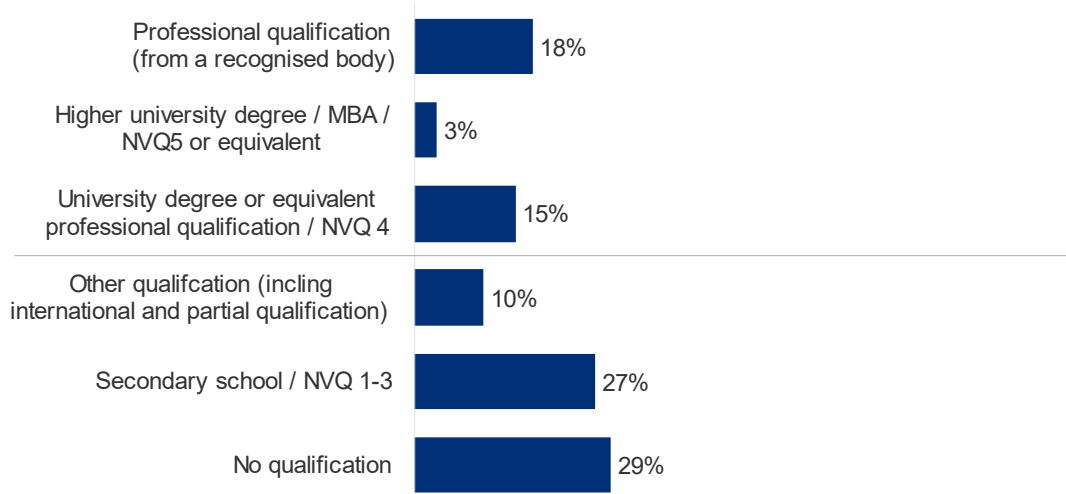 Professional qualification
(from a recognised body)
18%
Higher university degree / MBA /
NVQ5 or equivalent
3%
University degree or equivalent
professional qualification / NVQ 4
15%
Other qualifcation (incling
international and partial qualification)
10%
Secondary school / NVQ 1-3
27%
No qualification
29%